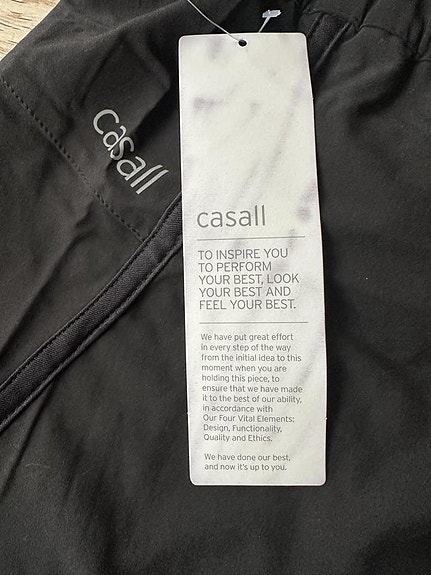 casall
casall
TO INSPIRE YOU
TO PERFORM
YOUR BEST, LOOK
YOUR BEST AND
FEEL YOUR BEST.
We have put great effort
in every step of the way
from the initial idea to this
moment when you are
holding this piece, to
ensure that we have made
it to the best of our ability,
in accordance with
Our Four Vital Elements:
Design, Functionality,
Quality and Ethics.
We have done our best,
and now it's up to you.